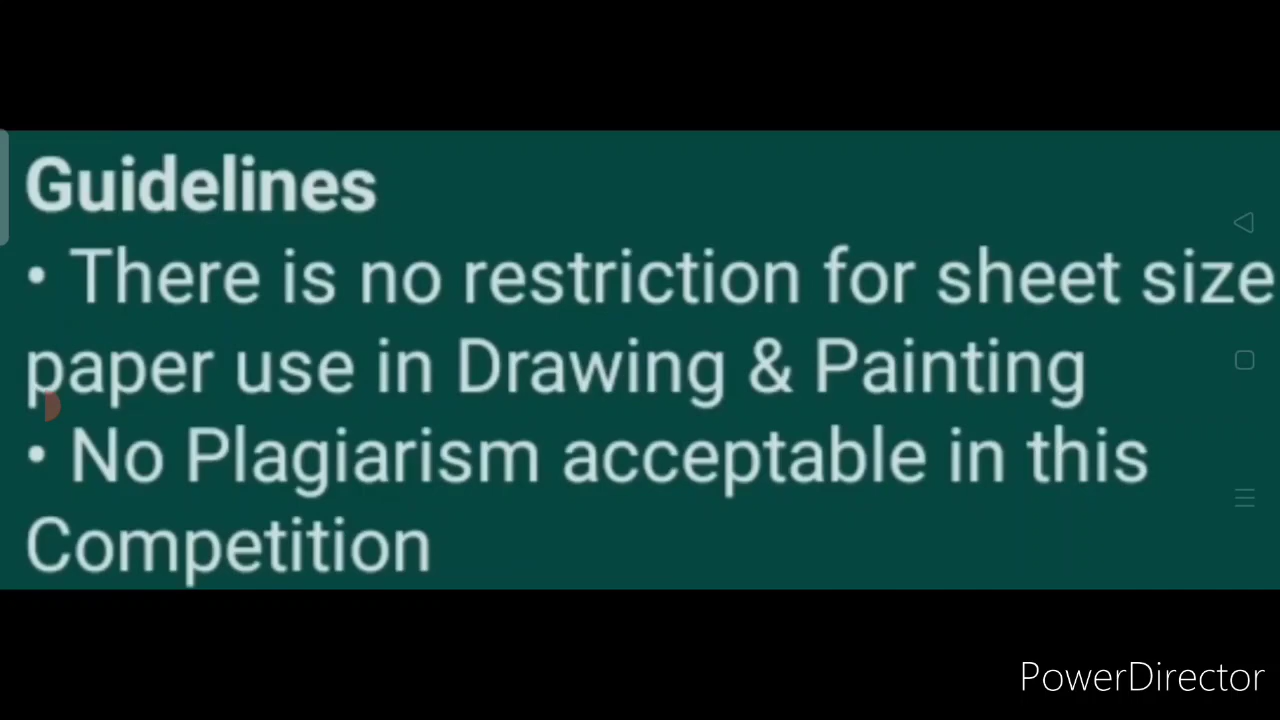 Guidelines
• There is no restriction for sheet size
paper use in Drawing & Painting
• No Plagiarism acceptable in this
Competition
PowerDirector